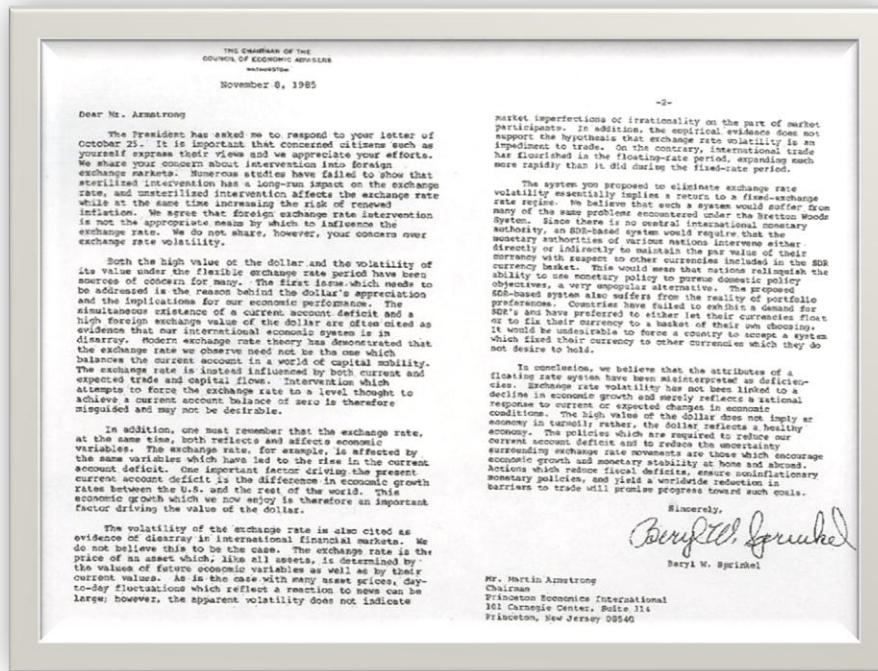 THE CHAIRMAN OF THE
COUNCIL OF ECONOMIC ADVISERS
WASHINGTON
November 8, 1985
Dear Mr. Armstrong
The President has asked me to respond to your letter of
October 25. It is important that concerned citizens such as
yourself express their views and we appreciate your efforts.
We share your concern about intervention into foreign
exchange markets. Numerous studies have failed to show that
sterilized intervention has a long-run impact on the exchange
rate, and unsterilized intervention affects the exchange rate
while at the same time increasing the risk of renewed
inflation. We agree that foreign exchange rate intervention
is not the appropriate means by which to influence the
exchange rate. We do not share, however, your concern over
exchange rate volatility.
Both the high value of the dollar and the volatility of
its value under the flexible exchange rate period have been
sources of concern for many. The first issue which needs to
be addressed is the reason behind the dollar's appreciation
and the implications for our economic performance. The
simultaneous existence of a current account deficit and a
high foreign exchange value of the dollar are often cited as
evidence that our international economic system is in
disarray. Modern exchange rate theory has demonstrated that
the exchange rate we observe need not be the one which
balances the current account in a world of capital mobility.
The exchange rate is instead influenced by both current and
expected trade and capital flows. Intervention which
attempts to force the exchange rate to a level thought to
achieve a current account balance of zero is therefore
misguided and may not be desirable.
In addition, one must remember that the exchange rate,
at the same time, both reflects and affects economic
variables. The exchange rate, for example, is affected by
the same variables which have led to the rise in the current
account deficit. One important factor driving the present
current account deficit is the difference in economic growth
rates between the U.S. and the rest of the world. This
economic growth which we now enjoy is therefore an important
factor driving the value of the dollar.
The volatility of the exchange rate is also cited as
evidence of disarray in international financial markets. We
do not believe this to be the case. The exchange rate is the
price of an asset which, like all assets, is determined by
the values of future economic variables as well as by their
current values. As in the case with many asset prices, day-
to-day fluctuations which reflect a reaction to news can be
large; however, the apparent volatility does not indicate
-2-
market imperfections or irrationality on the part of market
participants. In addition, the empirical evidence does not
support the hypothesis that exchange rate volatility is an
impediment to trade. On the contrary, international trade
has flourished in the floating-rate period, expanding much
more rapidly than it did during the fixed-rate period.
The system you proposed to eliminate exchange rate
volatility essentially implies a return to a fixed-exchange
rate regime. We believe that such a system would suffer from
many of the same problems encountered under the Bretton Woods
System. Since there is no central international monetary
authority, an SDR-based system would require that the
monetary authorities of various nations intervene either
directly or indirectly to maintain the par value of their
currency with respect to other currencies included in the SDR
currency basket. This would mean that nations relinquish the
ability to use monetary policy to pursue domestic policy
objectives, a very unpopular alternative. The proposed
SDR-based system also suffers from the reality of portfolio
preferences. Countries have failed to exhibit a demand for
SDR's and have preferred to either let their currencies float
or to fix their currency to a basket of their own choosing.
It would be undesirable to force a country to accept a system
which fixed their currency to other currencies which they do
not desire to hold.
In conclusion, we believe that the attributes of a
floating rate system have been misinterpreted as deficien-
cies. Exchange rate volatility has not been linked to a
decline in economic growth and merely reflects a rational
response to current or expected changes in economic
conditions. The high value of the dollar does not imply an
economy in turmoil; rather, the dollar reflects a healthy
economy. The policies which are required to reduce our
current account deficit and to reduce the uncertainty
surrounding exchange rate movements are those which encourage
economic growth and monetary stability at home and abroad.
Actions which reduce fiscal deficits, ensure noninflationary
monetary policies, and yield a worldwide reduction in
barriers to trade will promise progress toward such goals.
Sincerely,
Beryl W. Sprinkel
Beryl W. Sprinkel
Mr. Martin Armstrong
Chairman
Princeton Economics International
101 Carnegie Center, Suite 314
Princeton, New Jersey 08540